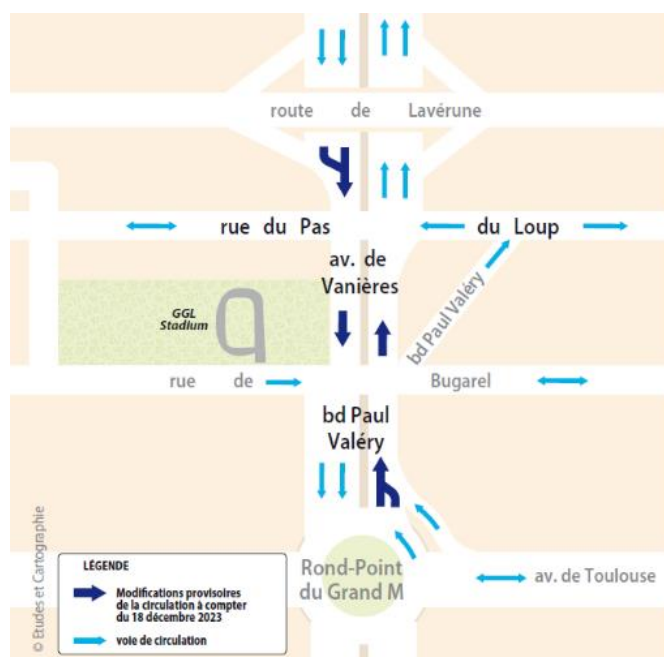 route de Lavérune
rue du Pas du Loup
av. de
Vanières
GGL
Stadium
bd Paul Valéry
rue de Bugarel
bd Paul
Valéry
Rond-Point
du Grand M
av. de Toulouse
LÉGENDE
Modifications provisoires
de la circulation à compter
du 18 décembre 2023
voie de circulation
© Etudes et Cartographie